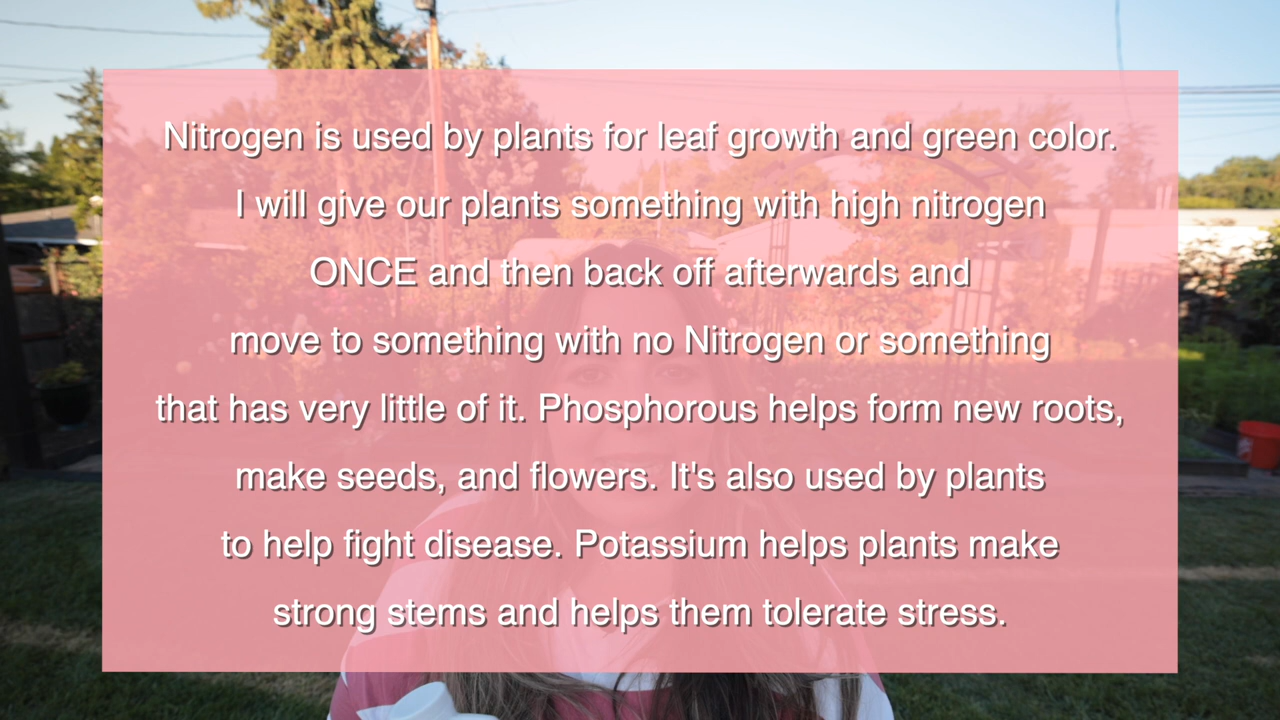 Nitrogen is used by plants for leaf growth and green color.
I will give our plants something with high nitrogen
ONCE and then back off afterwards and
move to something with no Nitrogen or something
that has very little of it. Phosphorous helps form new roots,
make seeds, and flowers. It's also used by plants
to help fight disease. Potassium helps plants make
strong stems and helps them tolerate stress.